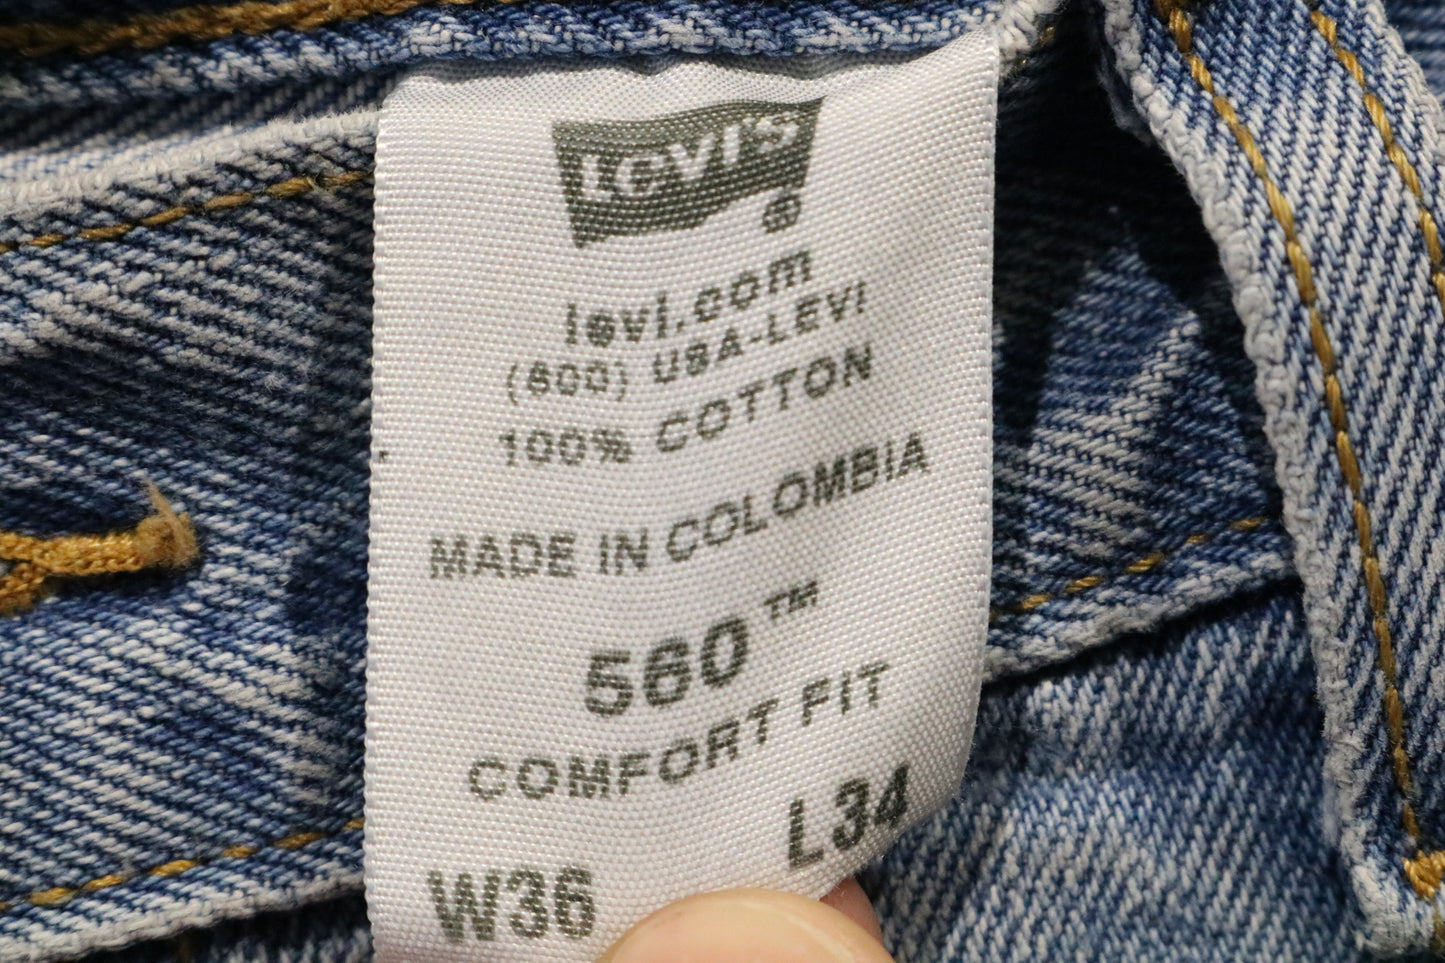 Levi's ®
levi.com
(800) USA-LEVI
100% COTTON
MADE IN COLOMBIA
560™
COMFORT FIT
W36 L34